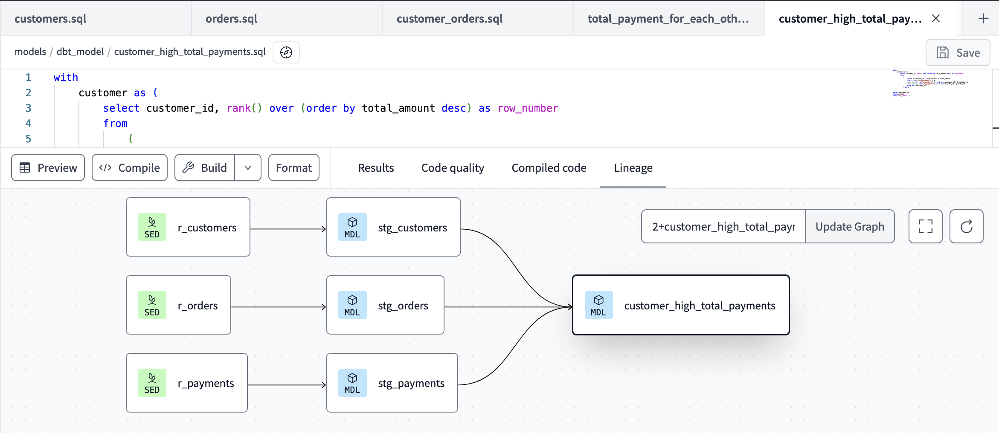 customers.sql
orders.sql
customer_orders.sql
total_payment_for_each_oth...
customer_high_total_pay...
models / dbt_model / customer_high_total_payments.sql
Save
1 with
2 customer as (
3 select customer_id, rank() over (order by total_amount desc) as row_number
4 from
5 (
Preview
Compile
Build
Format
Results
Code quality
Compiled code
Lineage
2+customer_high_total_payr
Update Graph
SED r_customers
MDL stg_customers
SED r_orders
MDL stg_orders
MDL customer_high_total_payments
SED r_payments
MDL stg_payments